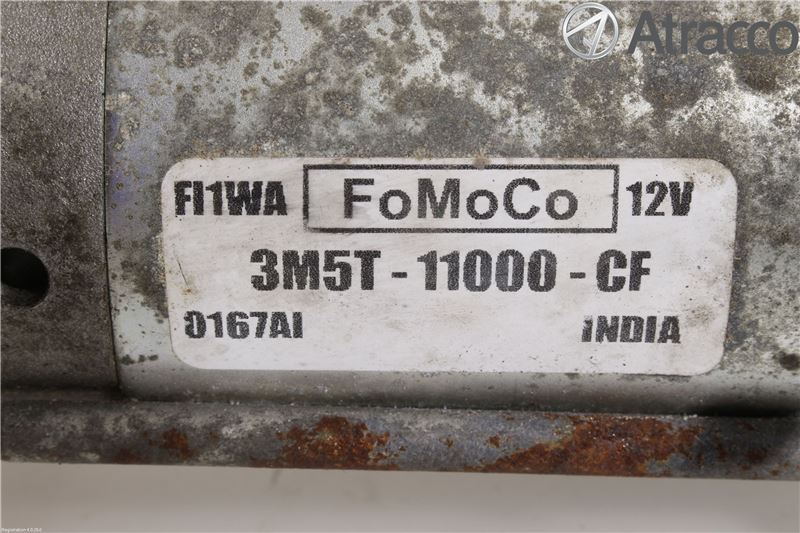 Atracco
FI1WA FoMoCo 12V
3M5T - 11000 - CF
0167AI INDIA